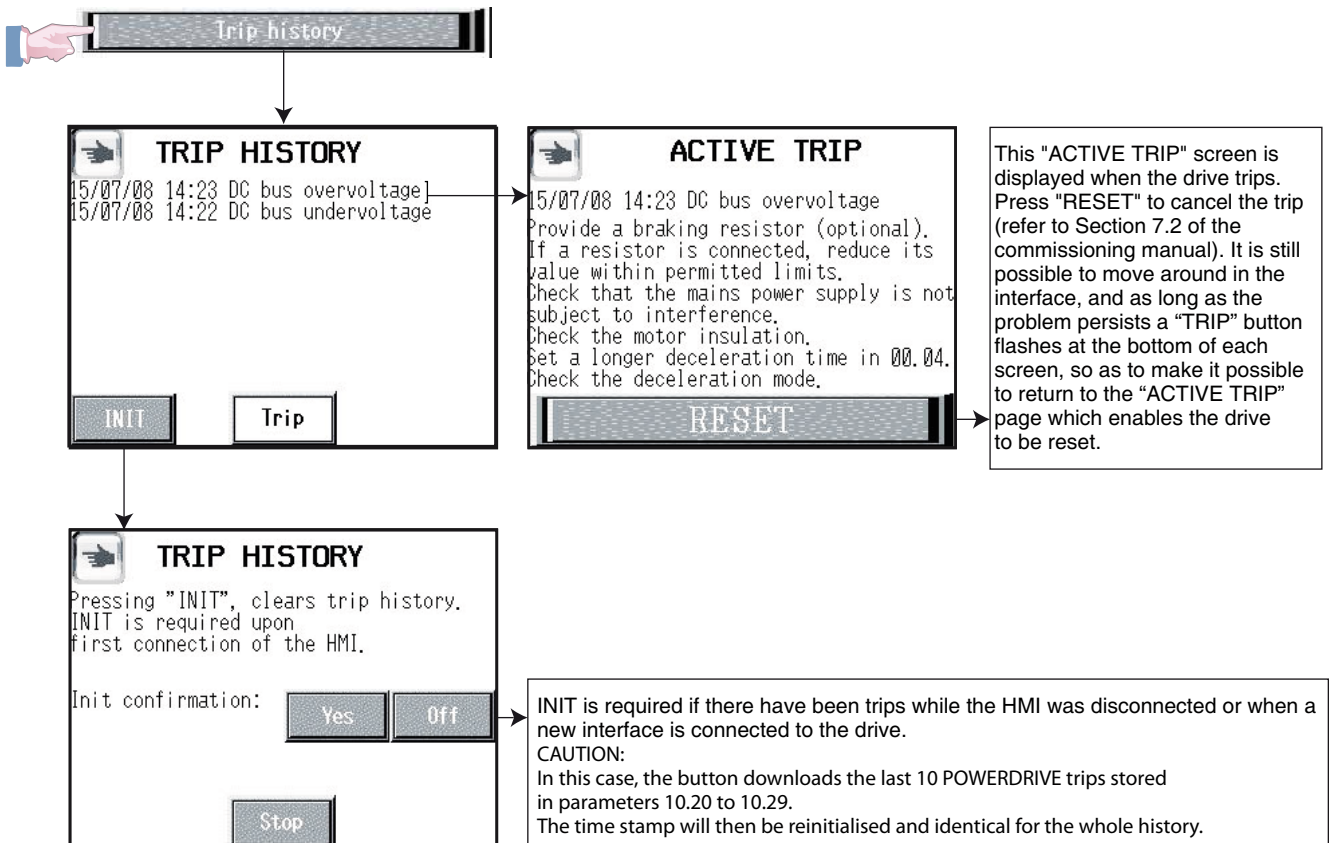 Trip history
TRIP HISTORY
15/07/08 14:23 DC bus overvoltage]
15/07/08 14:22 DC bus undervoltage
INIT
Trip
ACTIVE TRIP
15/07/08 14:23 DC bus overvoltage
Provide a braking resistor (optional).
If a resistor is connected, reduce its
value within permitted limits.
Check that the mains power supply is not
subject to interference.
Check the motor insulation.
Set a longer deceleration time in 00.04.
Check the deceleration mode.
RESET
This "ACTIVE TRIP" screen is
displayed when the drive trips.
Press "RESET" to cancel the trip
(refer to Section 7.2 of the
commissioning manual). It is still
possible to move around in the
interface, and as long as the
problem persists a “TRIP” button
flashes at the bottom of each
screen, so as to make it possible
to return to the “ACTIVE TRIP”
page which enables the drive
to be reset.
TRIP HISTORY
Pressing "INIT", clears trip history.
INIT is required upon
first connection of the HMI.
Init confirmation:
Yes
Off
Stop
INIT is required if there have been trips while the HMI was disconnected or when a
new interface is connected to the drive.
CAUTION:
In this case, the button downloads the last 10 POWERDRIVE trips stored
in parameters 10.20 to 10.29.
The time stamp will then be reinitialised and identical for the whole history.